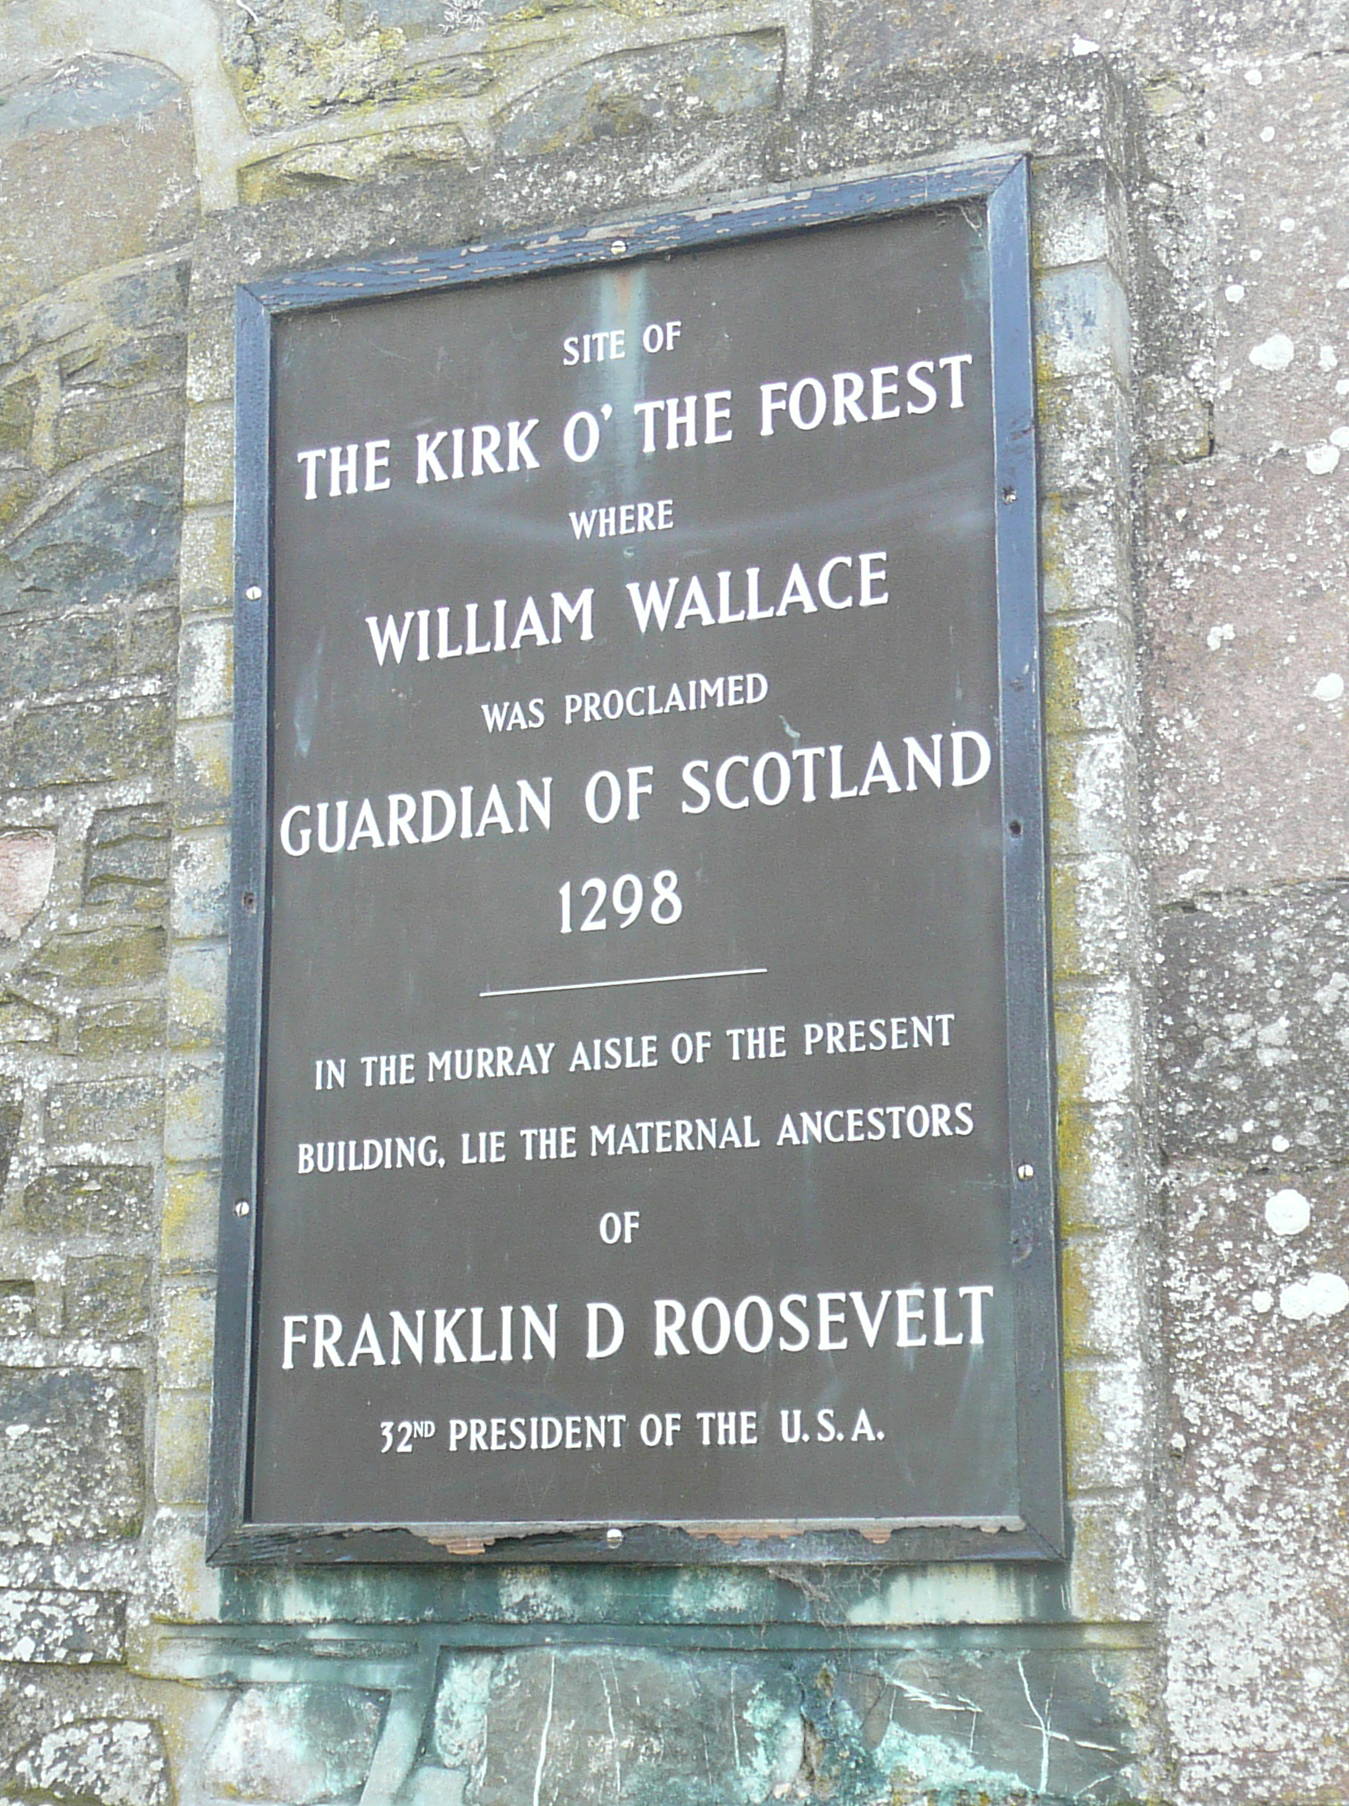 SITE OF
THE KIRK O' THE FOREST
WHERE
WILLIAM WALLACE
WAS PROCLAIMED
GUARDIAN OF SCOTLAND
1298
IN THE MURRAY AISLE OF THE PRESENT
BUILDING, LIE THE MATERNAL ANCESTORS
OF
FRANKLIN D ROOSEVELT
32ND PRESIDENT OF THE U.S.A.